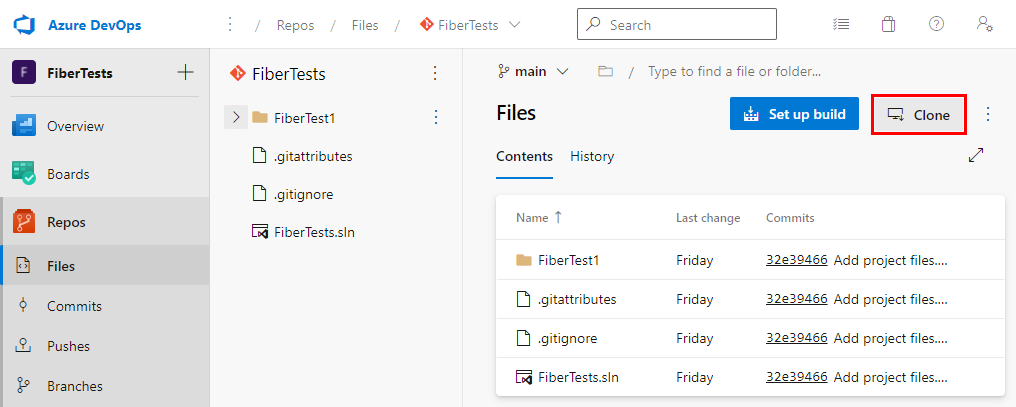 Azure DevOps / Repos / Files / FiberTests Search
F FiberTests
Overview
Boards
Repos
Files
Commits
Pushes
Branches
FiberTests
FiberTest1
.gitattributes
.gitignore
FiberTests.sln
main / Type to find a file or folder...
Files Set up build Clone
Contents History
Name Last change Commits
FiberTest1 Friday 32e39466 Add project files....
.gitattributes Friday 32e39466 Add project files....
.gitignore Friday 32e39466 Add project files....
FiberTests.sln Friday 32e39466 Add project files....